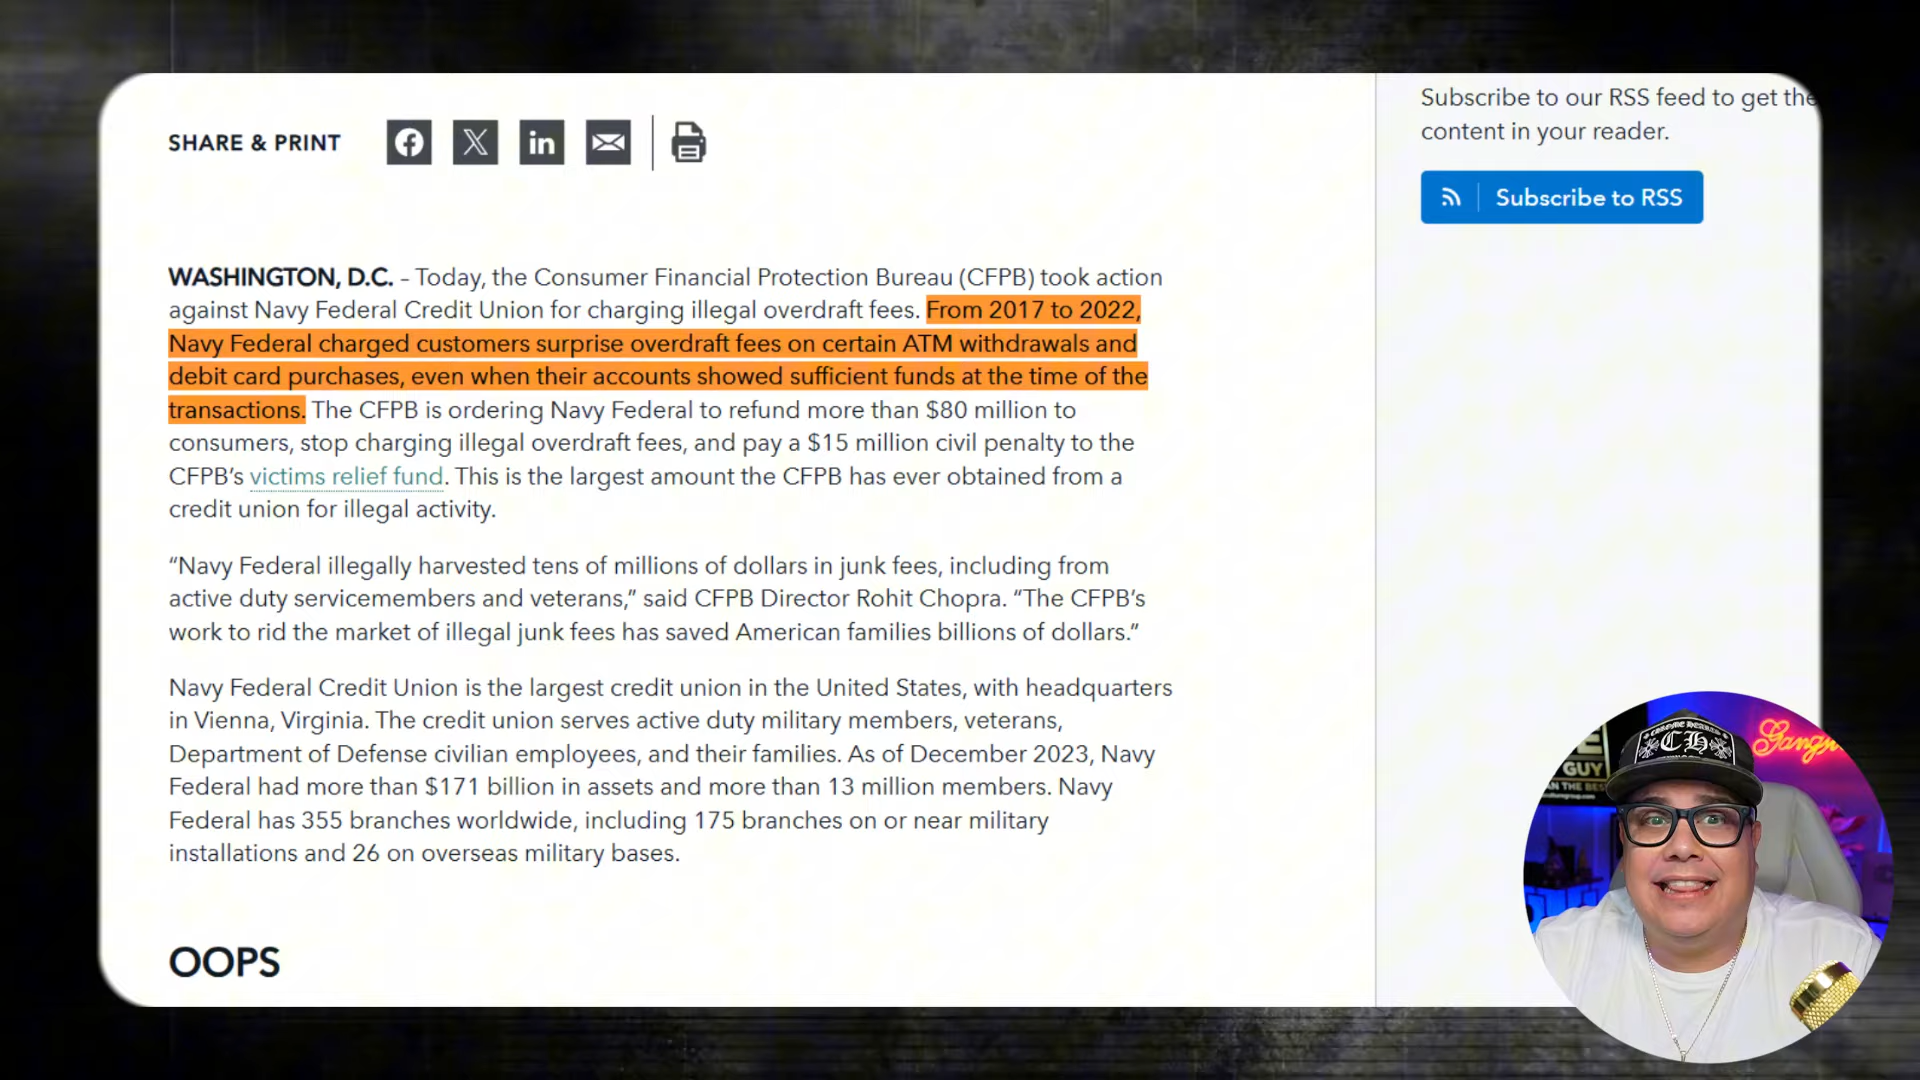 SHARE & PRINT
Subscribe to our RSS feed to get the
content in your reader.
Subscribe to RSS
WASHINGTON, D.C. – Today, the Consumer Financial Protection Bureau (CFPB) took action
against Navy Federal Credit Union for charging illegal overdraft fees. From 2017 to 2022,
Navy Federal charged customers surprise overdraft fees on certain ATM withdrawals and
debit card purchases, even when their accounts showed sufficient funds at the time of the
transactions. The CFPB is ordering Navy Federal to refund more than $80 million to
consumers, stop charging illegal overdraft fees, and pay a $15 million civil penalty to the
CFPB’s victims relief fund. This is the largest amount the CFPB has ever obtained from a
credit union for illegal activity.
“Navy Federal illegally harvested tens of millions of dollars in junk fees, including from
active duty servicemembers and veterans,” said CFPB Director Rohit Chopra. “The CFPB’s
work to rid the market of illegal junk fees has saved American families billions of dollars.”
Navy Federal Credit Union is the largest credit union in the United States, with headquarters
in Vienna, Virginia. The credit union serves active duty military members, veterans,
Department of Defense civilian employees, and their families. As of December 2023, Navy
Federal had more than $171 billion in assets and more than 13 million members. Navy
Federal has 355 branches worldwide, including 175 branches on or near military
installations and 26 on overseas military bases.
OOPS
GUY
CH